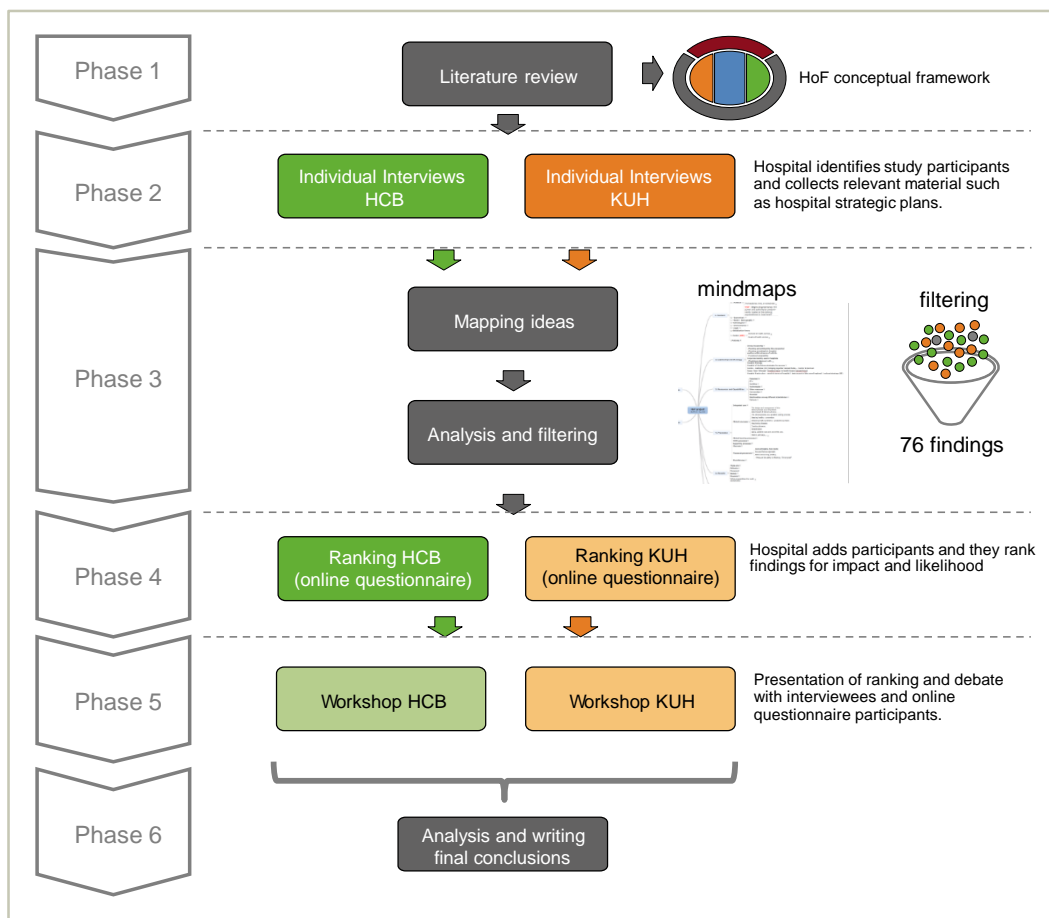 Phase 1
Literature review
HoF conceptual framework
Phase 2
Individual Interviews
HCB
Individual Interviews
KUH
Hospital identifies study participants
and collects relevant material such
as hospital strategic plans.
Phase 3
Mapping ideas
Analysis and filtering
mindmaps
filtering
76 findings
Phase 4
Ranking HCB
(online questionnaire)
Ranking KUH
(online questionnaire)
Hospital adds participants and they rank
findings for impact and likelihood
Phase 5
Workshop HCB
Workshop KUH
Presentation of ranking and debate
with interviewees and online
questionnaire participants.
Phase 6
Analysis and writing
final conclusions